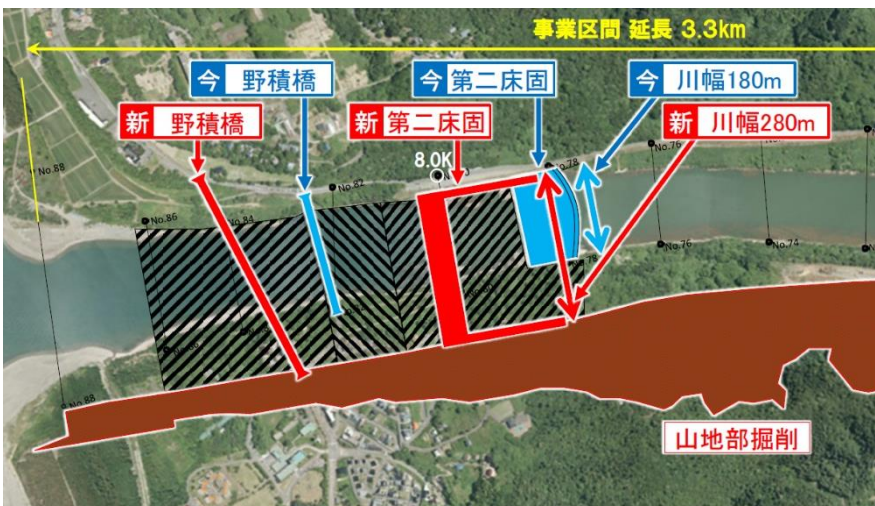 事業区間 延長 3.3km
今 野積橋
今 第二床固
今 川幅180m
新 野積橋
新 第二床固
新 川幅280m
8.0K
No.88
No.86
No.84
No.82
No.78
No.76
No.76
No.74
No.88
山地部掘削